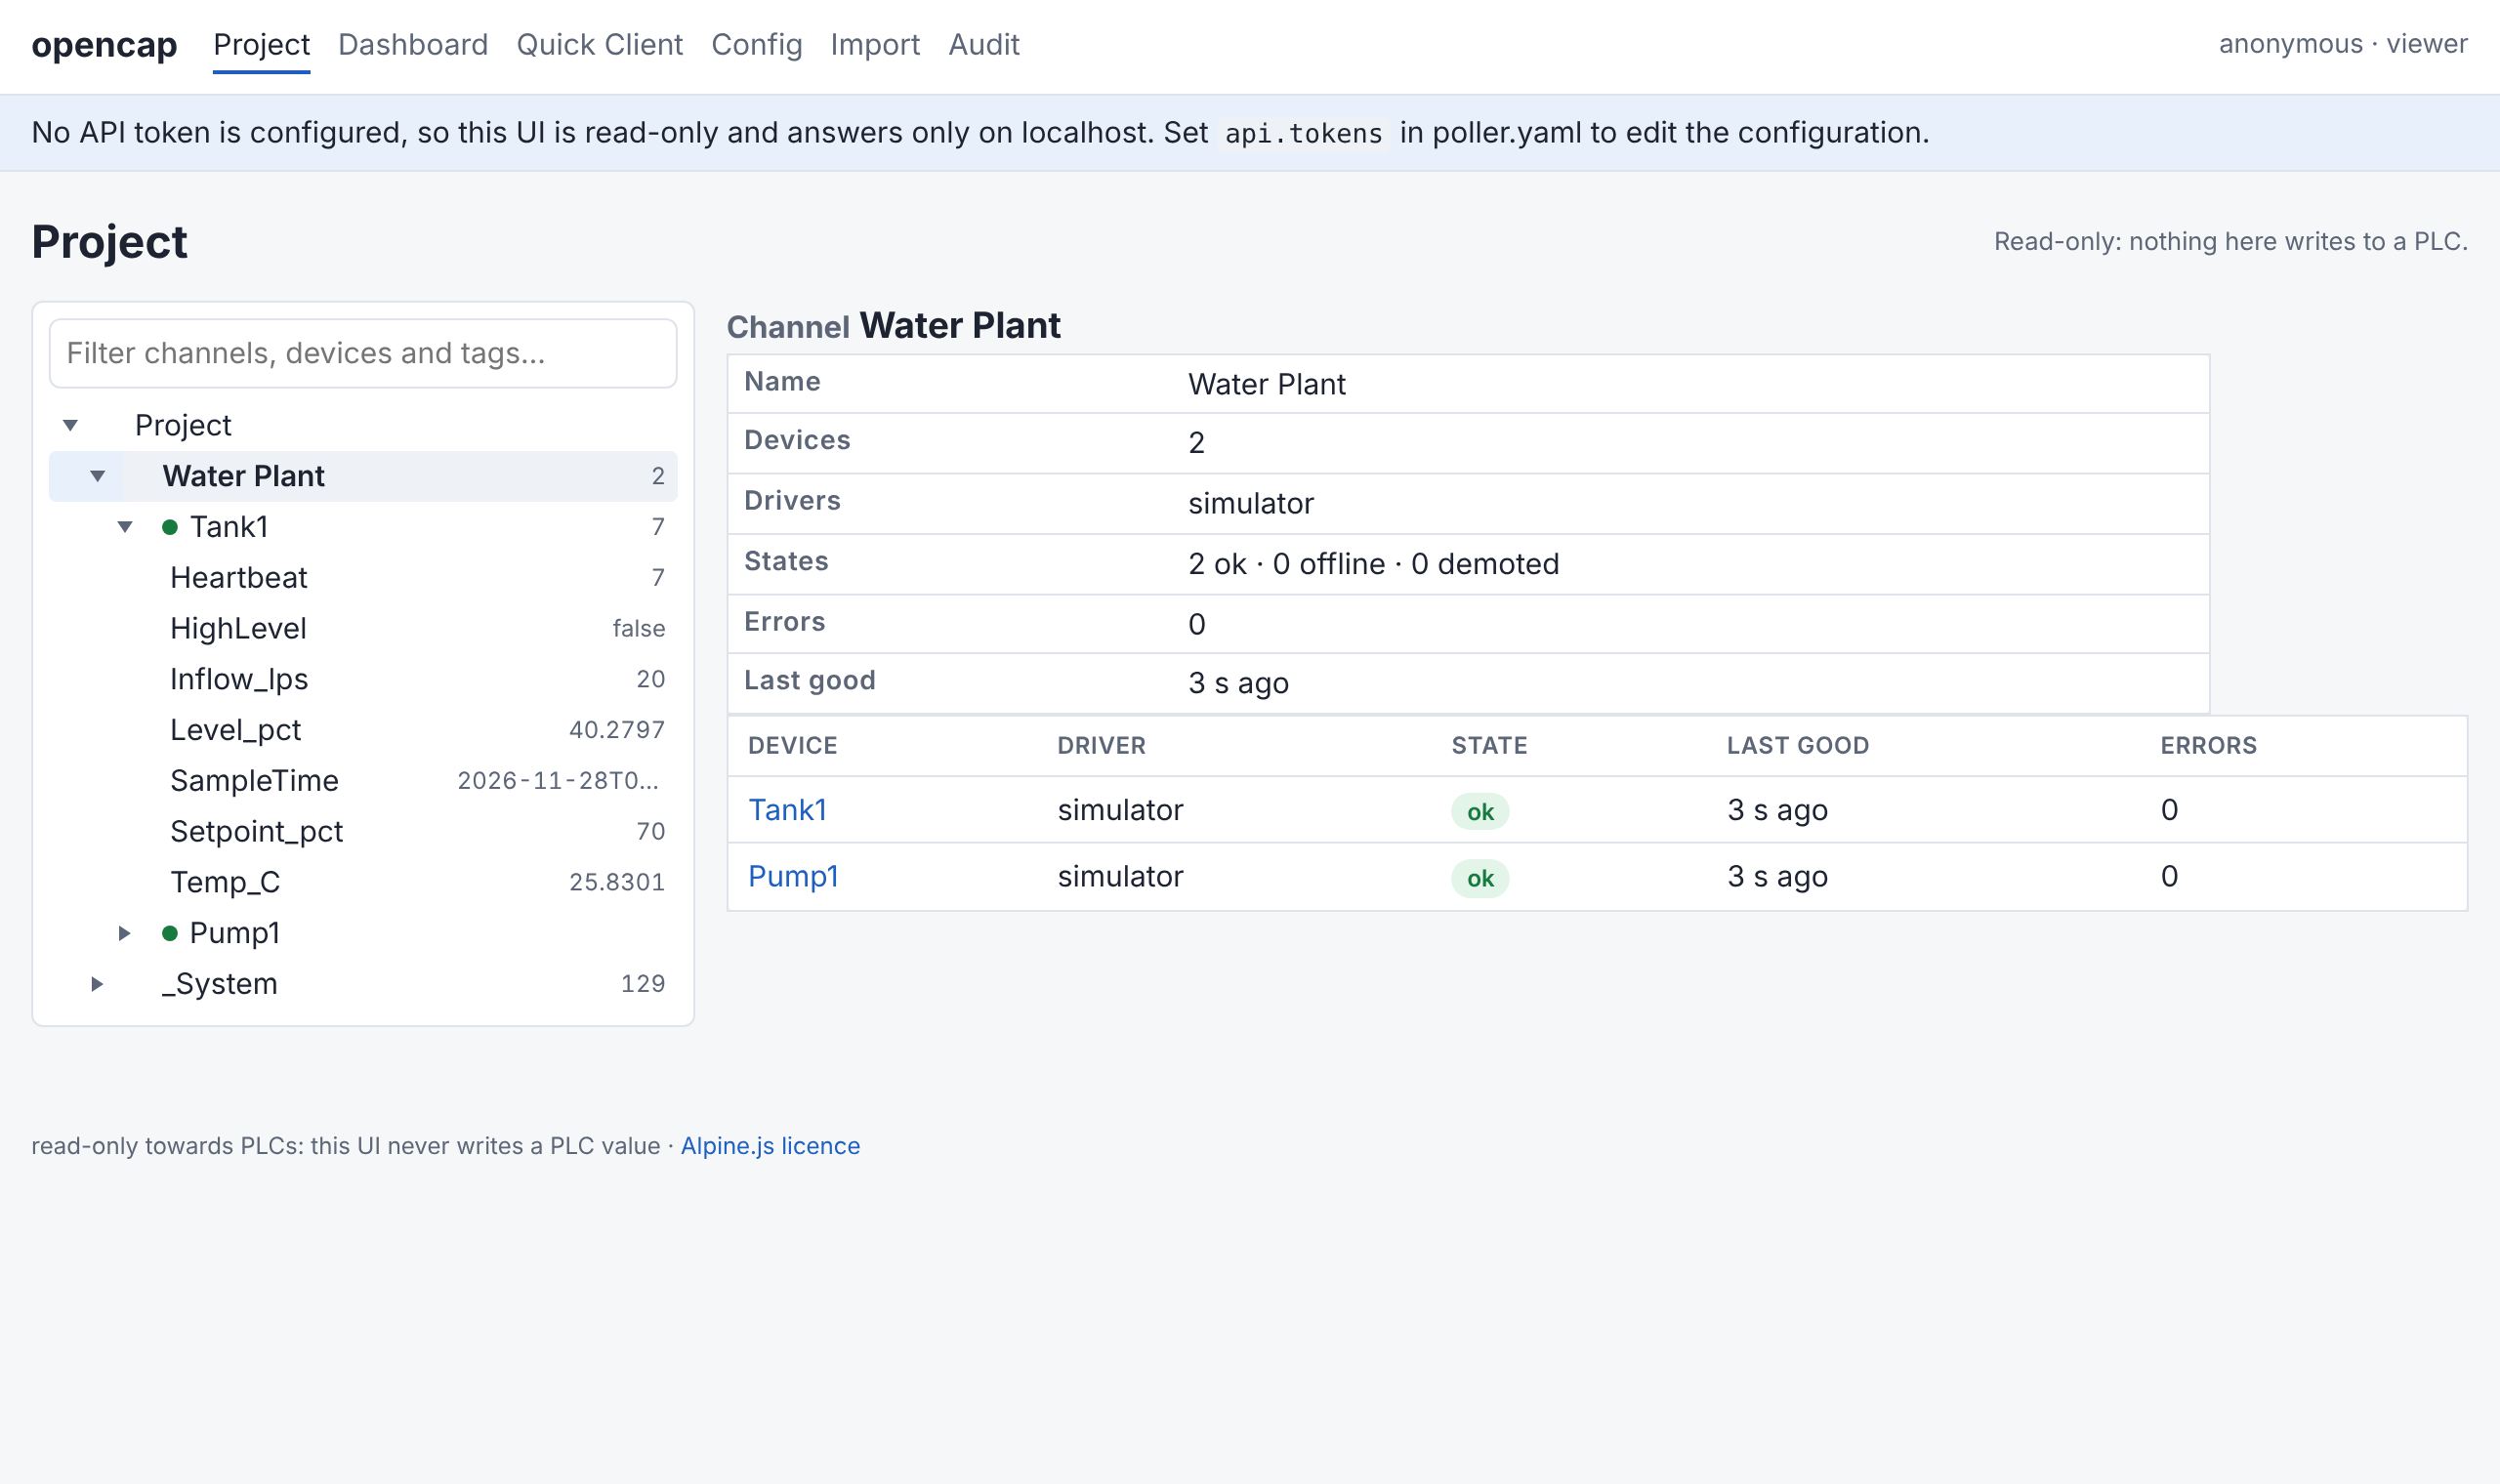 opencap Project Dashboard Quick Client Config Import Audit anonymous · viewer
No API token is configured, so this UI is read-only and answers only on localhost. Set api.tokens in poller.yaml to edit the configuration.
Project
Read-only: nothing here writes to a PLC.
Filter channels, devices and tags...
Project
Water Plant 2
Tank1 7
Heartbeat 7
HighLevel false
Inflow_lps 20
Level_pct 40.2797
SampleTime 2026-11-28T0...
Setpoint_pct 70
Temp_C 25.8301
Pump1
_System 129
Channel Water Plant
Name Water Plant
Devices 2
Drivers simulator
States 2 ok · 0 offline · 0 demoted
Errors 0
Last good 3 s ago
DEVICE DRIVER STATE LAST GOOD ERRORS
Tank1 simulator ok 3 s ago 0
Pump1 simulator ok 3 s ago 0
read-only towards PLCs: this UI never writes a PLC value · Alpine.js licence